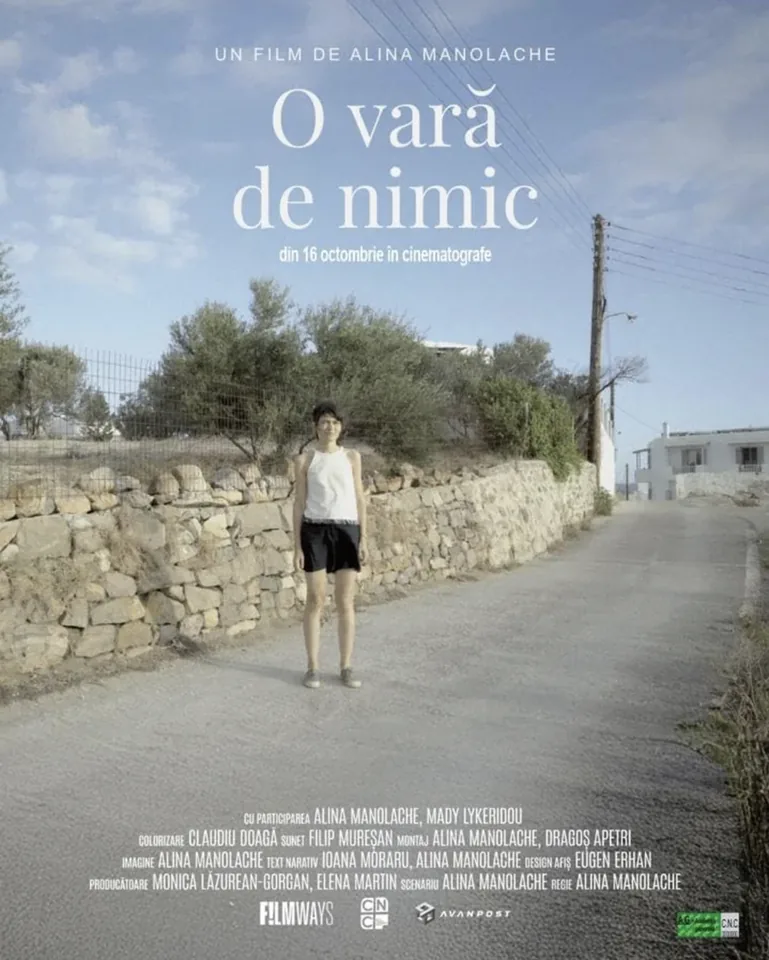 UN FILM DE ALINA MANOLACHE
O vară
de nimic
din 16 octombrie în cinematografe
CU PARTICIPAREA ALINA MANOLACHE, MADY LYKERIDOU
COLORIZARE CLAUDIU DOAGĂ SUNET FILIP MUREȘAN MONTAJ ALINA MANOLACHE, DRAGOȘ APETRI
IMAGINE ALINA MANOLACHE TEXT NARATIV IOANA MORARU, ALINA MANOLACHE DESIGN AFIȘ EUGEN ERHAN
PRODUCĂTOARE MONICA LĂZUREAN-GORGAN, ELENA MARTIN SCENARIU ALINA MANOLACHE REGIE ALINA MANOLACHE
FILMWAYS CNC AVANPOST
AG C.N.C.